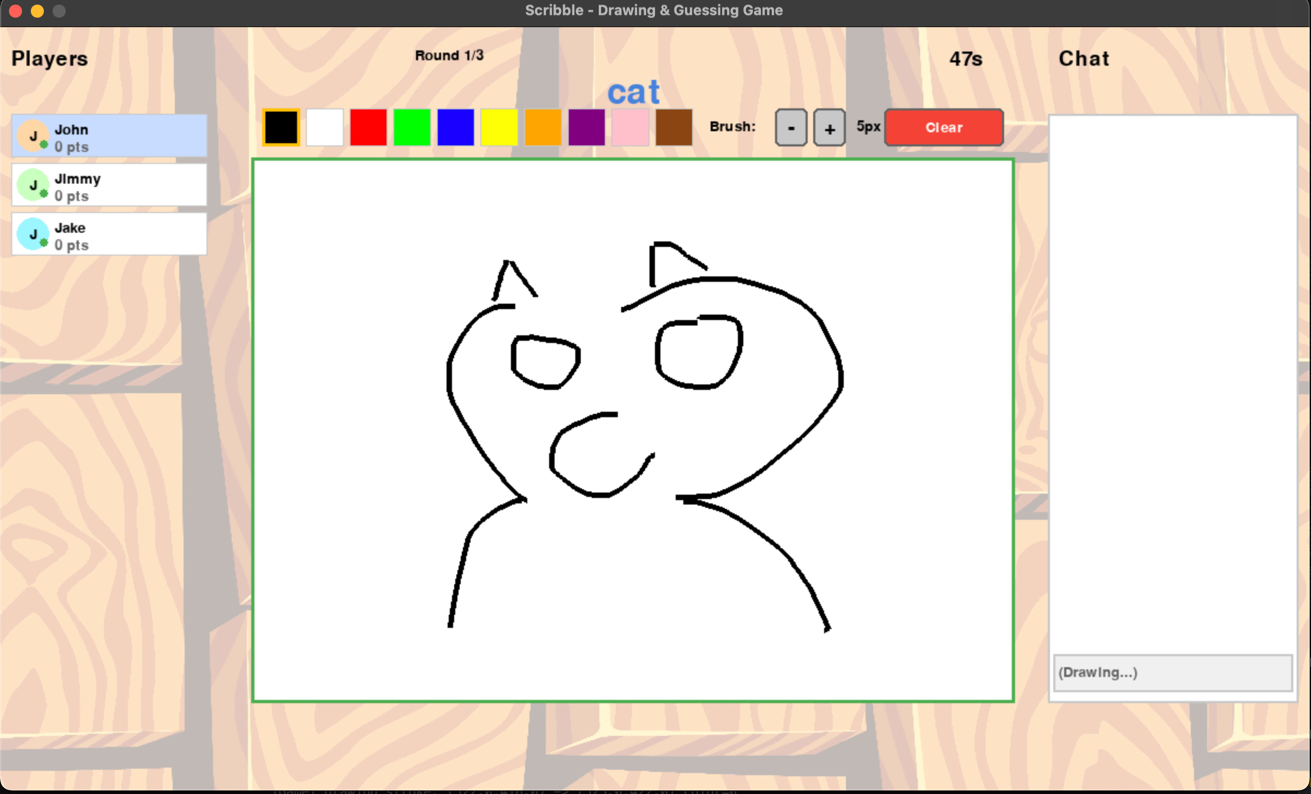 Scribble - Drawing & Guessing Game
Players
Round 1/3
47s
Chat
cat
Brush:
-
+
5px
Clear
J
John
0 pts
J
Jimmy
0 pts
J
Jake
0 pts
(Drawing...)